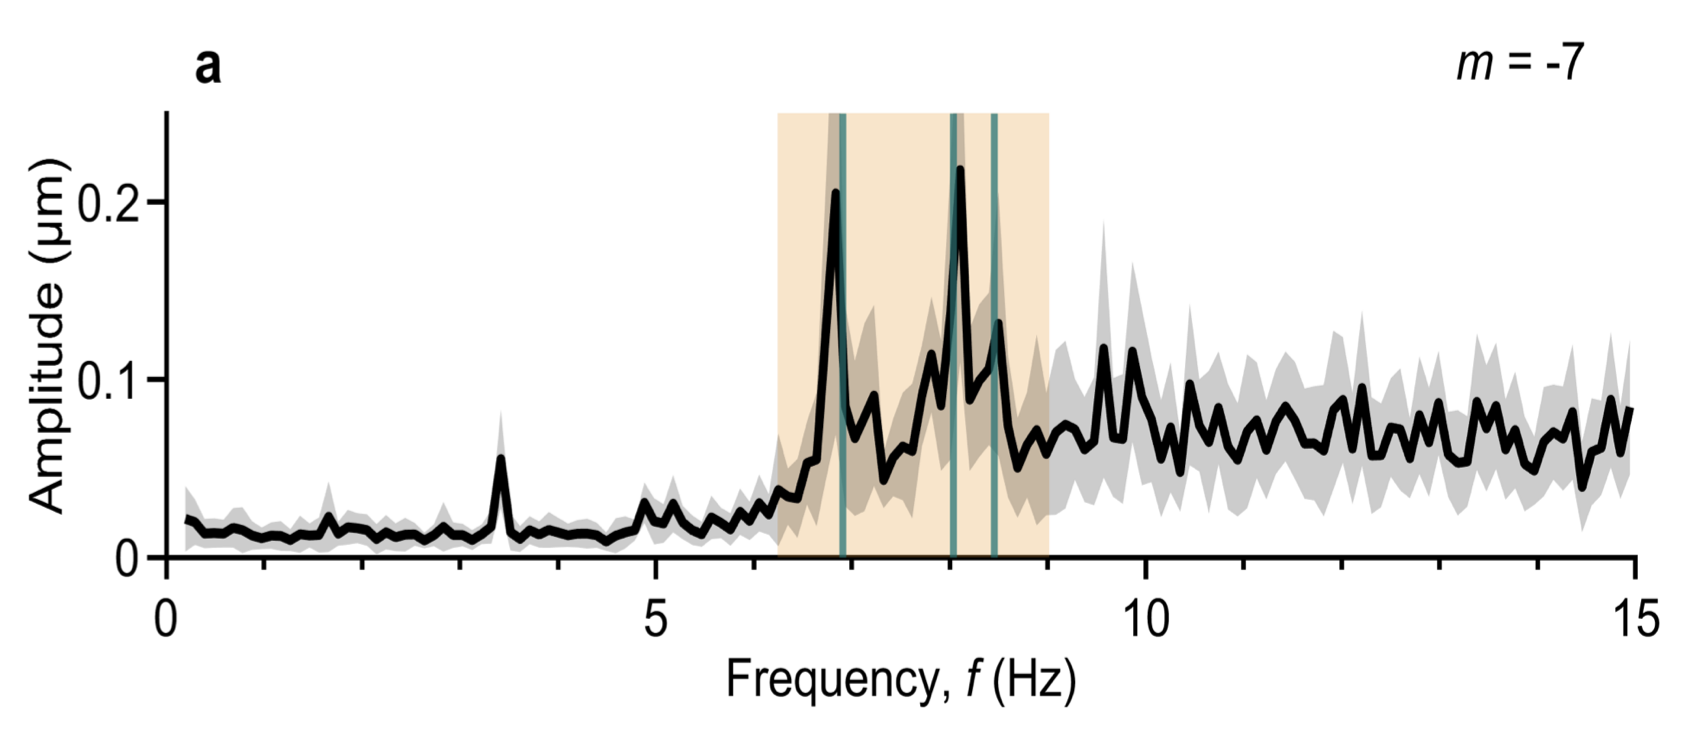 a
m = -7
Amplitude (µm)
0.2
0.1
0
0 5 10 15
Frequency, f (Hz)